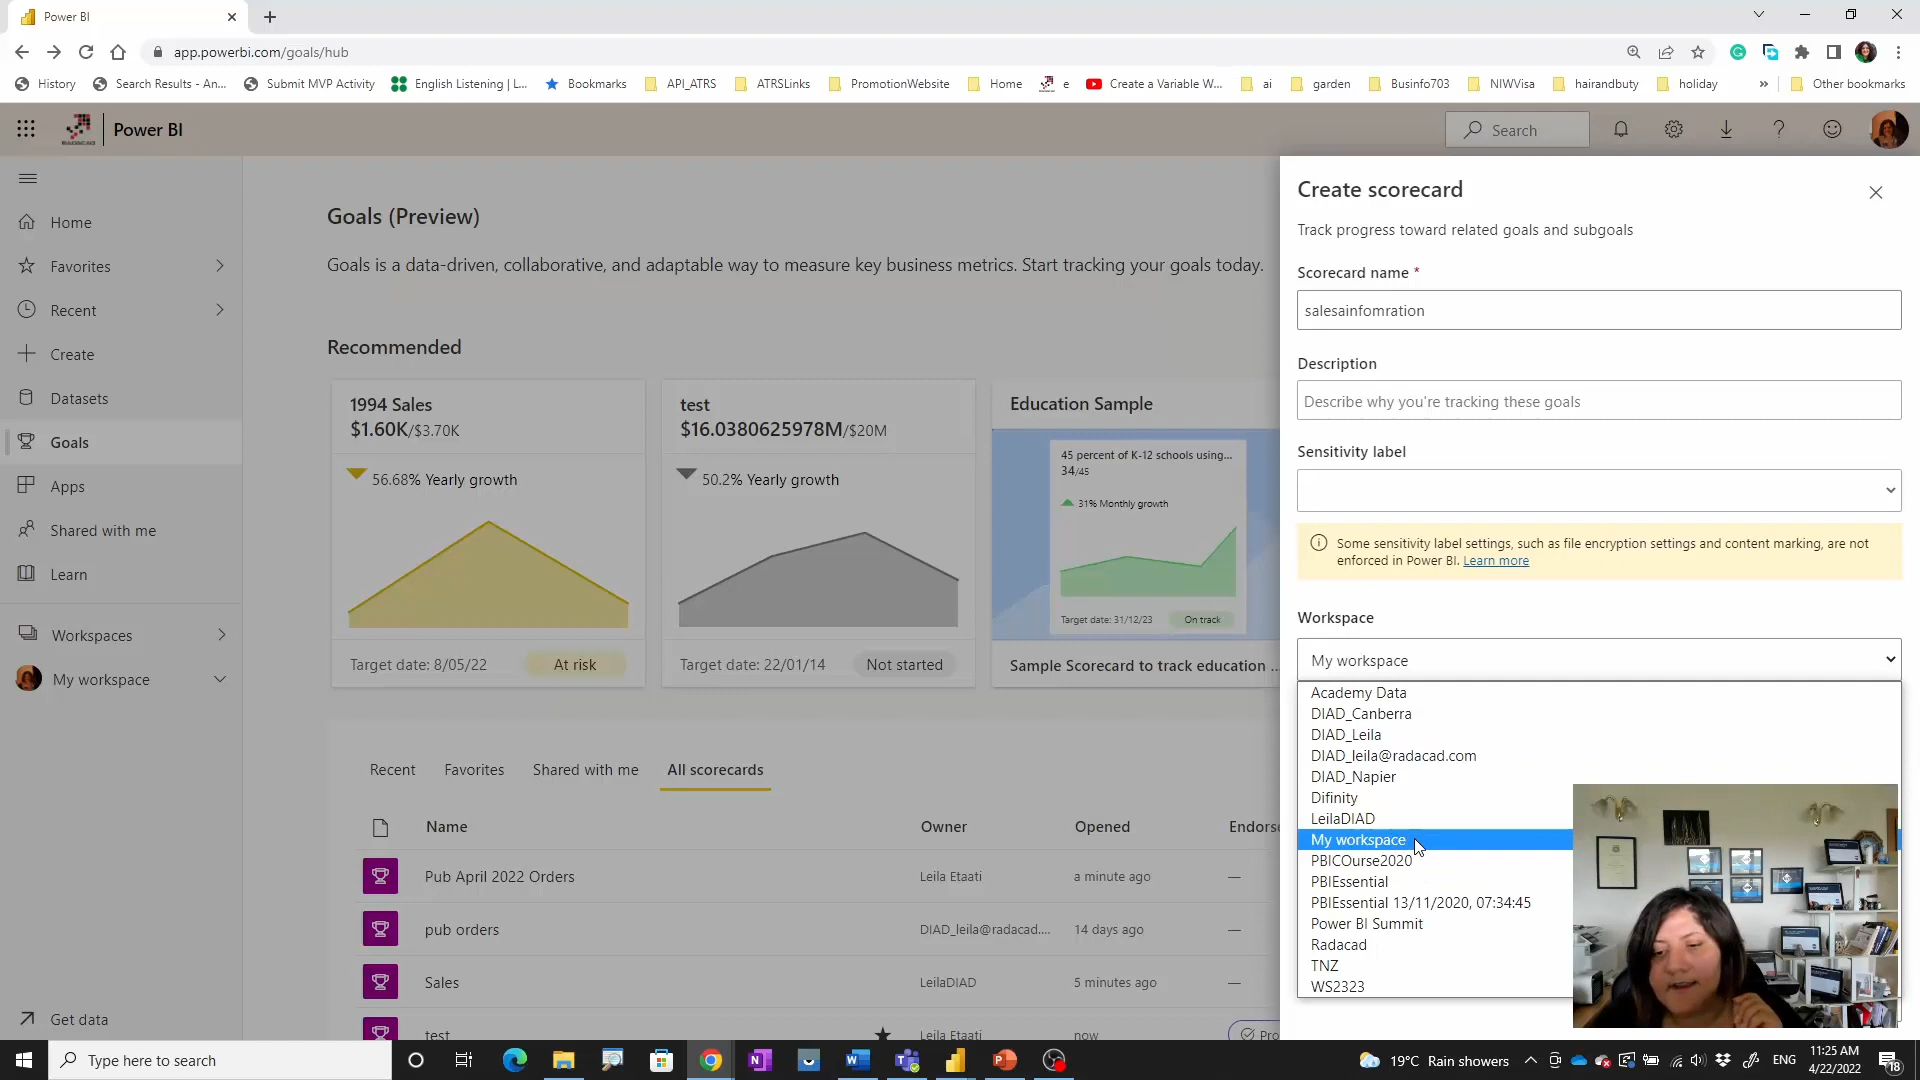 Power BI
app.powerbi.com/goals/hub
History
Search Results - An...
Submit MVP Activity
English Listening | L...
Bookmarks
API_ATRS
ATRSLinks
PromotionWebsite
Home
e
Create a Variable W...
ai
garden
Businfo703
NIWVisa
hairandbuty
holiday
»
Other bookmarks
Power BI
Search
Home
Favorites
Recent
Create
Datasets
Goals
Apps
Shared with me
Learn
Workspaces
My workspace
Get data
Goals (Preview)
Goals is a data-driven, collaborative, and adaptable way to measure key business metrics. Start tracking your goals today.
Recommended
1994 Sales
$1.60K/$3.70K
56.68% Yearly growth
Target date: 8/05/22
At risk
test
$16.0380625978M/$20M
50.2% Yearly growth
Target date: 22/01/14
Not started
Education Sample
45 percent of K-12 schools using...
34/45
31% Monthly growth
Target date: 31/12/23
On track
Sample Scorecard to track education ...
Recent
Favorites
Shared with me
All scorecards
Name
Owner
Opened
Endorse
Pub April 2022 Orders
Leila Etaati
a minute ago
—
pub orders
DIAD_leila@radacad....
14 days ago
—
Sales
LeilaDIAD
5 minutes ago
—
test
Leila Etaati
now
Pro
Create scorecard
Track progress toward related goals and subgoals
Scorecard name *
salesainfomration
Description
Describe why you're tracking these goals
Sensitivity label
Some sensitivity label settings, such as file encryption settings and content marking, are not
enforced in Power BI. Learn more
Workspace
My workspace
Academy Data
DIAD_Canberra
DIAD_Leila
DIAD_leila@radacad.com
DIAD_Napier
Difinity
LeilaDIAD
My workspace
PBICOurse2020
PBIEssential
PBIEssential 13/11/2020, 07:34:45
Power BI Summit
Radacad
TNZ
WS2323
Type here to search
19°C Rain showers
ENG
11:25 AM
4/22/2022
18